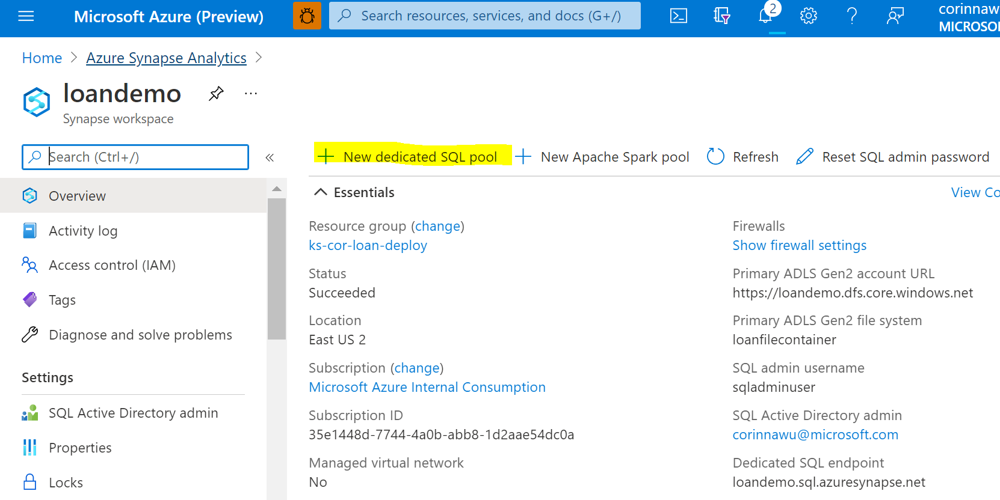 Microsoft Azure (Preview)
Search resources, services, and docs (G+/)
2
corinnaw
MICROSO
Home > Azure Synapse Analytics >
loandemo
...
Synapse workspace
Search (Ctrl+/)
«
New dedicated SQL pool
New Apache Spark pool
Refresh
Reset SQL admin password
Overview
Activity log
Access control (IAM)
Tags
Diagnose and solve problems
Settings
SQL Active Directory admin
Properties
Locks
Essentials
View Co
Resource group (change)
ks-cor-loan-deploy
Status
Succeeded
Location
East US 2
Subscription (change)
Microsoft Azure Internal Consumption
Subscription ID
35e1448d-7744-4a0b-abb8-1d2aae54dc0a
Managed virtual network
No
Firewalls
Show firewall settings
Primary ADLS Gen2 account URL
https://loandemo.dfs.core.windows.net
Primary ADLS Gen2 file system
loanfilecontainer
SQL admin username
sqladminuser
SQL Active Directory admin
corinnawu@microsoft.com
Dedicated SQL endpoint
loandemo.sql.azuresynapse.net